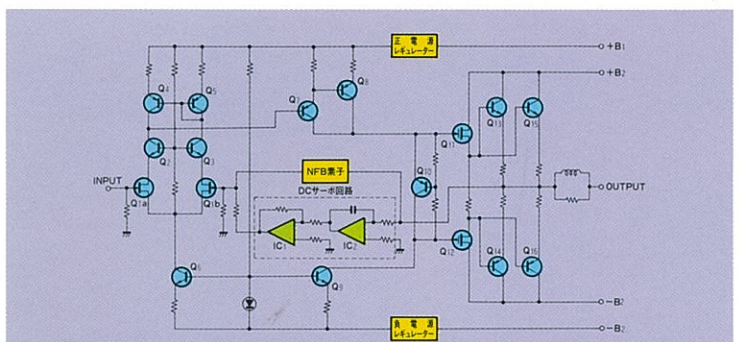 正 電 源
レギュレーター
+B1
+B2
Q4
Q5
Q7
Q8
Q13
Q15
Q11
Q2
Q3
NFB素子
Q10
DCサーボ回路
INPUT
OUTPUT
Q1a
Q1b
IC1
IC2
Q12
Q14
Q16
Q6
Q9
−B2
負 電 源
レギュレーター
−B2